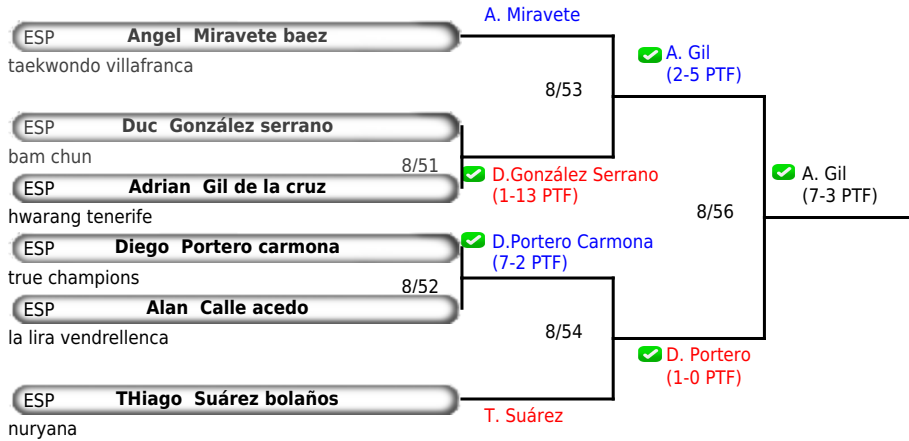 A. Miravete
ESP Angel Miravete baez
taekwondo villafranca
A. Gil
(2-5 PTF)
8/53
ESP Duc González serrano
bam chun
8/51
D.González Serrano
(1-13 PTF)
ESP Adrian Gil de la cruz
hwarang tenerife
A. Gil
(7-3 PTF)
8/56
ESP Diego Portero carmona
true champions
D.Portero Carmona
(7-2 PTF)
8/52
ESP Alan Calle acedo
la lira vendrellenca
8/54
D. Portero
(1-0 PTF)
ESP THiago Suárez bolaños
nuryana
T. Suárez